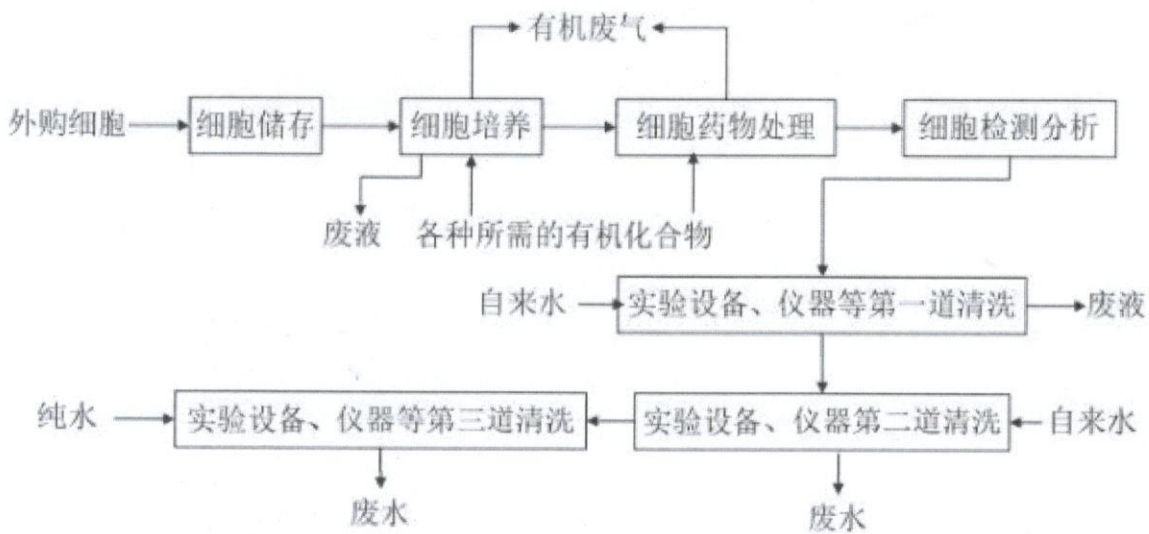 有机废气
外购细胞 细胞储存 细胞培养 细胞药物处理 细胞检测分析
废液 各种所需的有机化合物
自来水 实验设备、仪器等第一道清洗 废液
纯水 实验设备、仪器等第三道清洗 实验设备、仪器第二道清洗 自来水
废水 废水